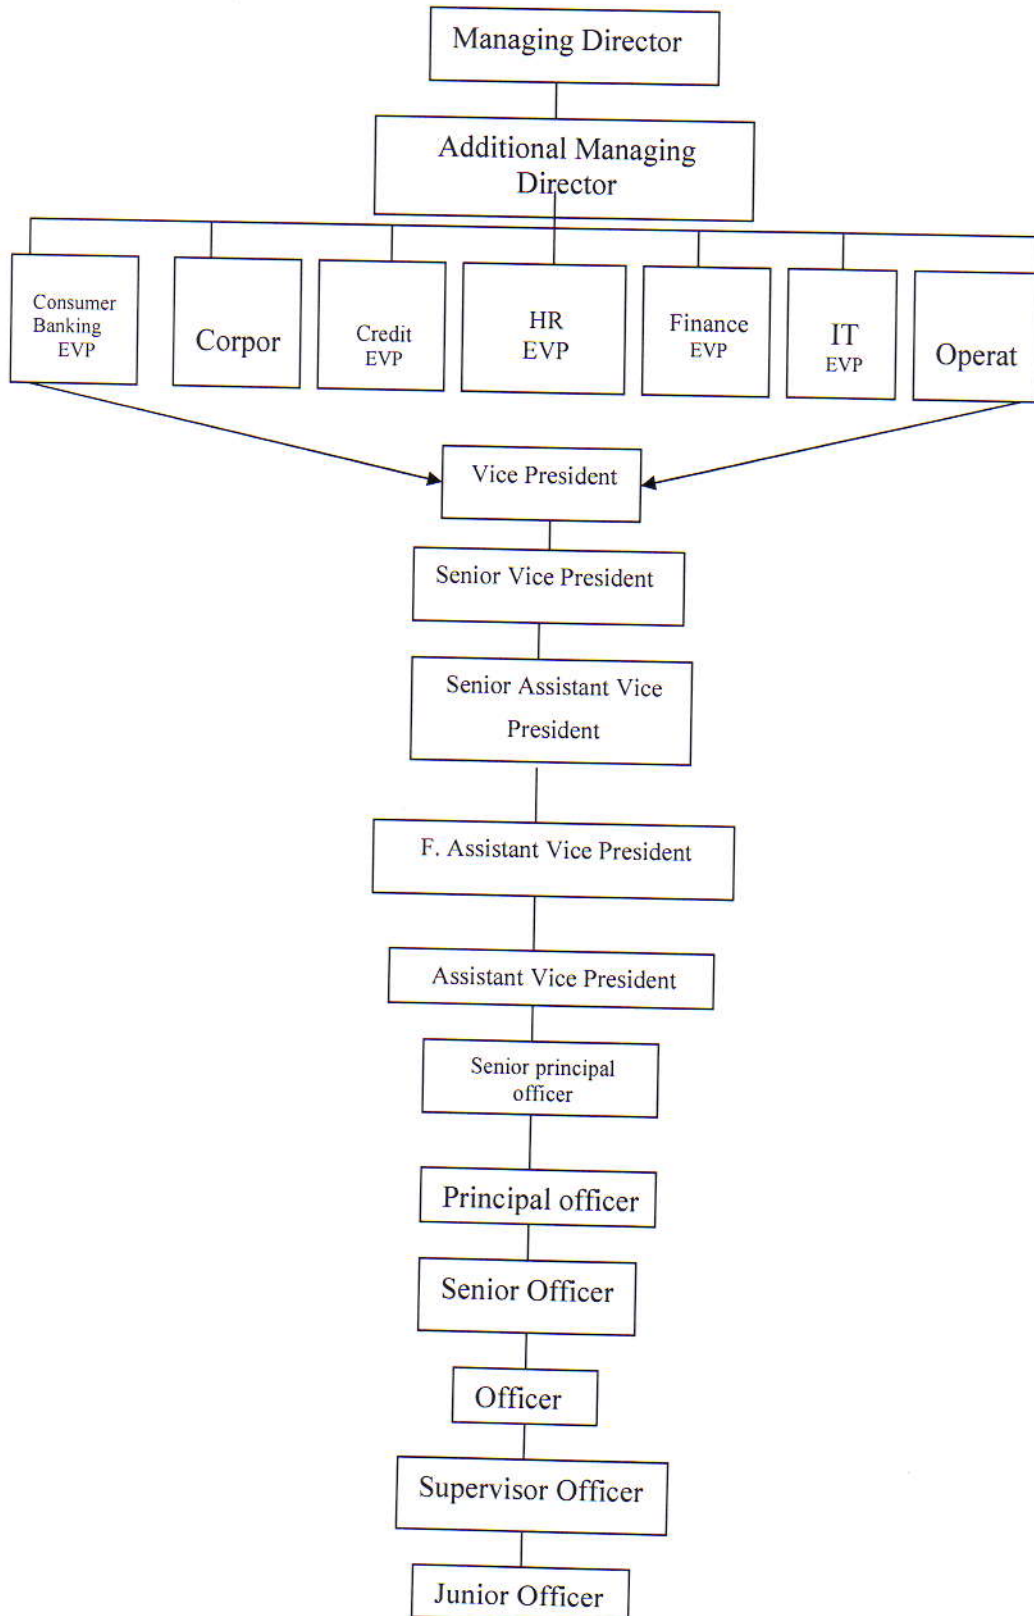 Managing Director
Additional Managing
Director
Consumer
Banking
EVP
Corpor
Credit
EVP
HR
EVP
Finance
EVP
IT
EVP
Operat
Vice President
Senior Vice President
Senior Assistant Vice
President
F. Assistant Vice President
Assistant Vice President
Senior principal
officer
Principal officer
Senior Officer
Officer
Supervisor Officer
Junior Officer